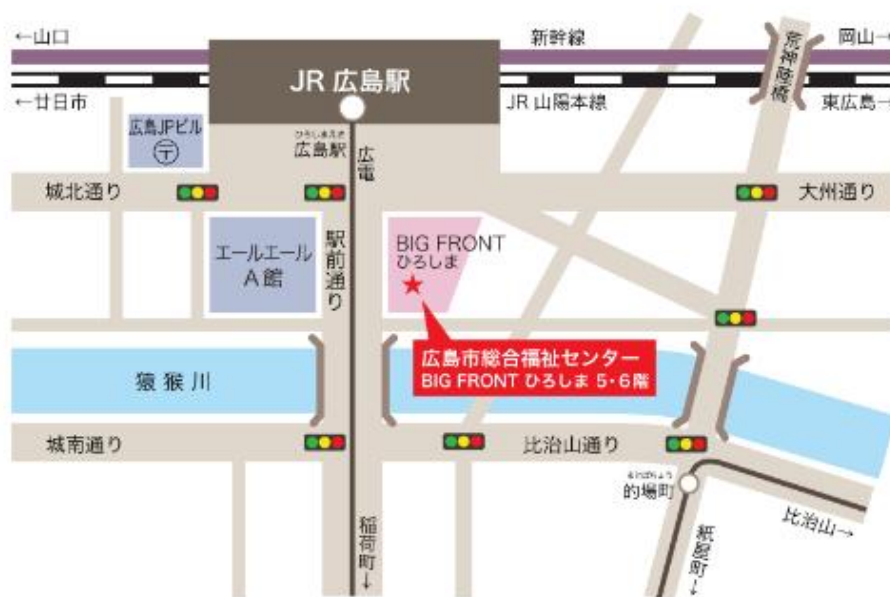 ←山口
新幹線
岡山→
荒神陸橋
JR 広島駅
←廿日市
JR 山陽本線
東広島→
広島JPビル
〒
ひろしまえき
広島駅
広電
城北通り
大州通り
エールエール
A館
駅前通り
BIG FRONT
ひろしま
広島市総合福祉センター
BIG FRONT ひろしま 5・6階
猿猴川
城南通り
比治山通り
まとばちょう
的場町
比治山→
稲荷町→
紙屋町→